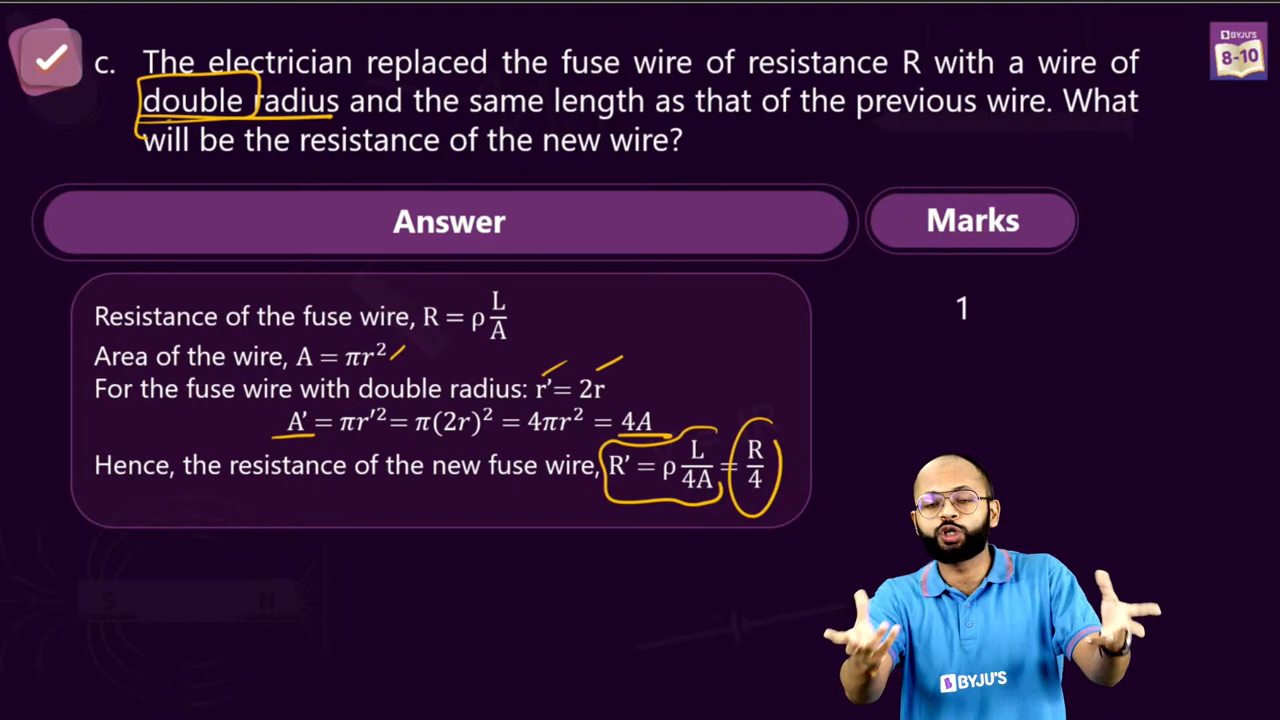 c. The electrician replaced the fuse wire of resistance R with a wire of
double radius and the same length as that of the previous wire. What
will be the resistance of the new wire?
BYJU'S
8-10
Answer
Marks
Resistance of the fuse wire, R = ρ L/A
1
Area of the wire, A = πr²
For the fuse wire with double radius: r' = 2r
A' = πr'² = π(2r)² = 4πr² = 4A
Hence, the resistance of the new fuse wire, R' = ρ L/4A = R/4
S N
BYJU'S